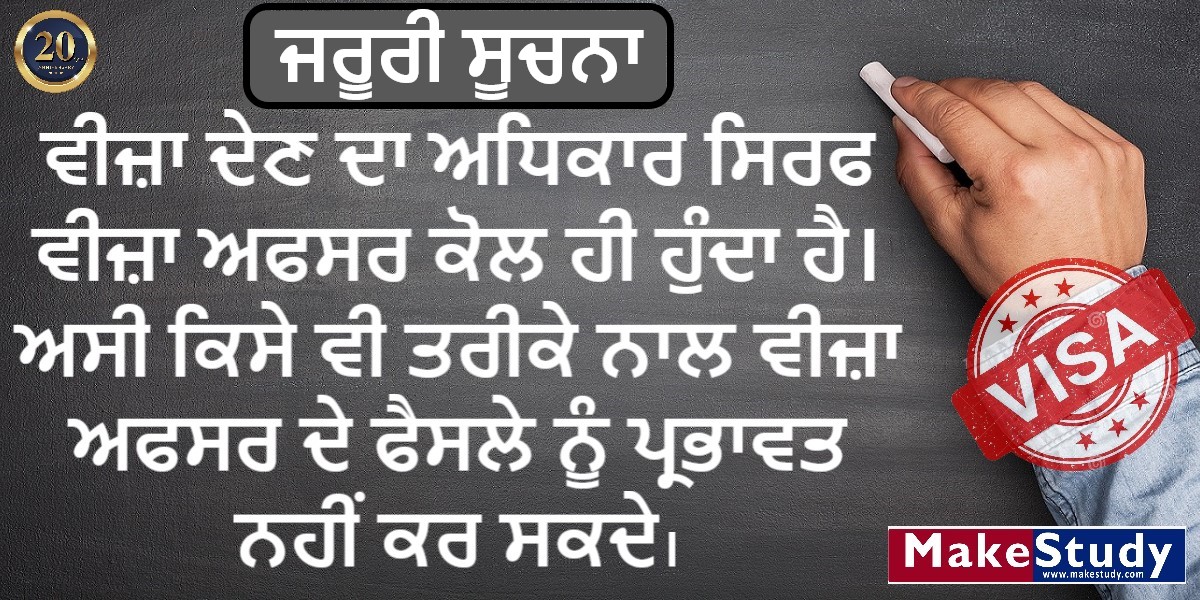 20
ANNIVERSARY
ਜਰੂਰੀ ਸੂਚਨਾ
ਵੀਜ਼ਾ ਦੇਣ ਦਾ ਅਧਿਕਾਰ ਸਿਰਫ
ਵੀਜ਼ਾ ਅਫਸਰ ਕੋਲ ਹੀ ਹੁੰਦਾ ਹੈ।
ਅਸੀ ਕਿਸੇ ਵੀ ਤਰੀਕੇ ਨਾਲ ਵੀਜ਼ਾ
ਅਫਸਰ ਦੇ ਫੈਸਲੇ ਨੂੰ ਪ੍ਰਭਾਵਤ
ਨਹੀਂ ਕਰ ਸਕਦੇ।
VISA
MakeStudy
www.makestudy.com